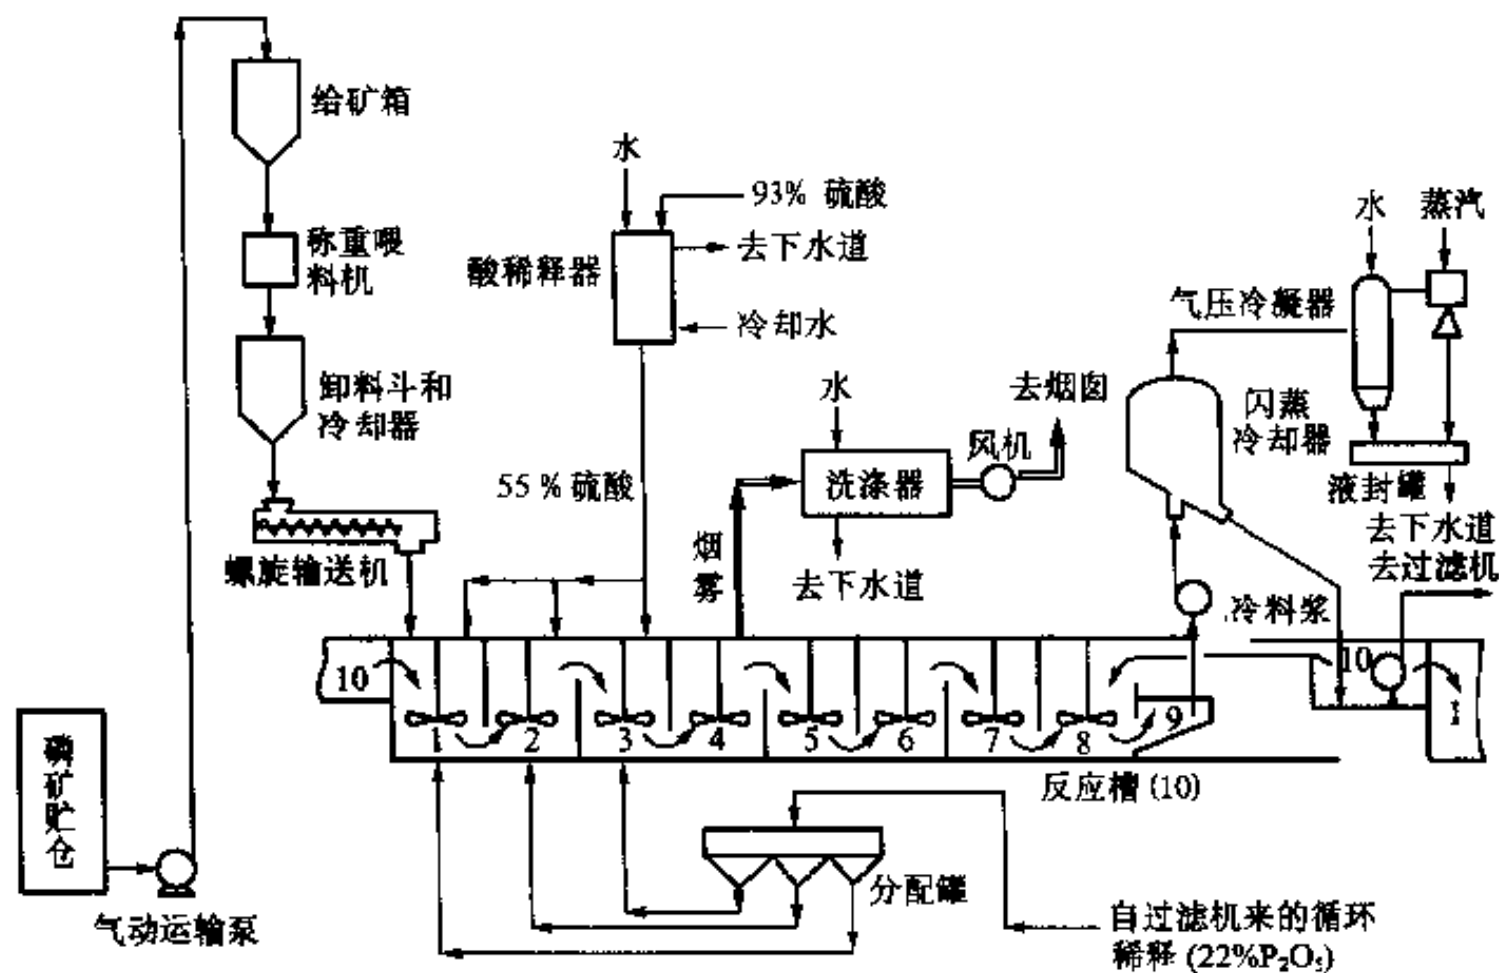 给矿箱
水
93% 硫酸
水
蒸汽
称重喂
料机
酸稀释器
去下水道
冷却水
气压冷凝器
卸料斗和
冷却器
水
去烟囱
闪蒸
冷却器
风机
55%硫酸
洗涤器
液封罐
去下水道
去过滤机
螺旋输送机
烟
雾
去下水道
冷料浆
10
10
1
1
2
3
4
5
6
7
8
9
反应槽(10)
磷
矿
贮
仓
分配罐
气动运输泵
自过滤机来的循环
稀释(22%P₂O₅)